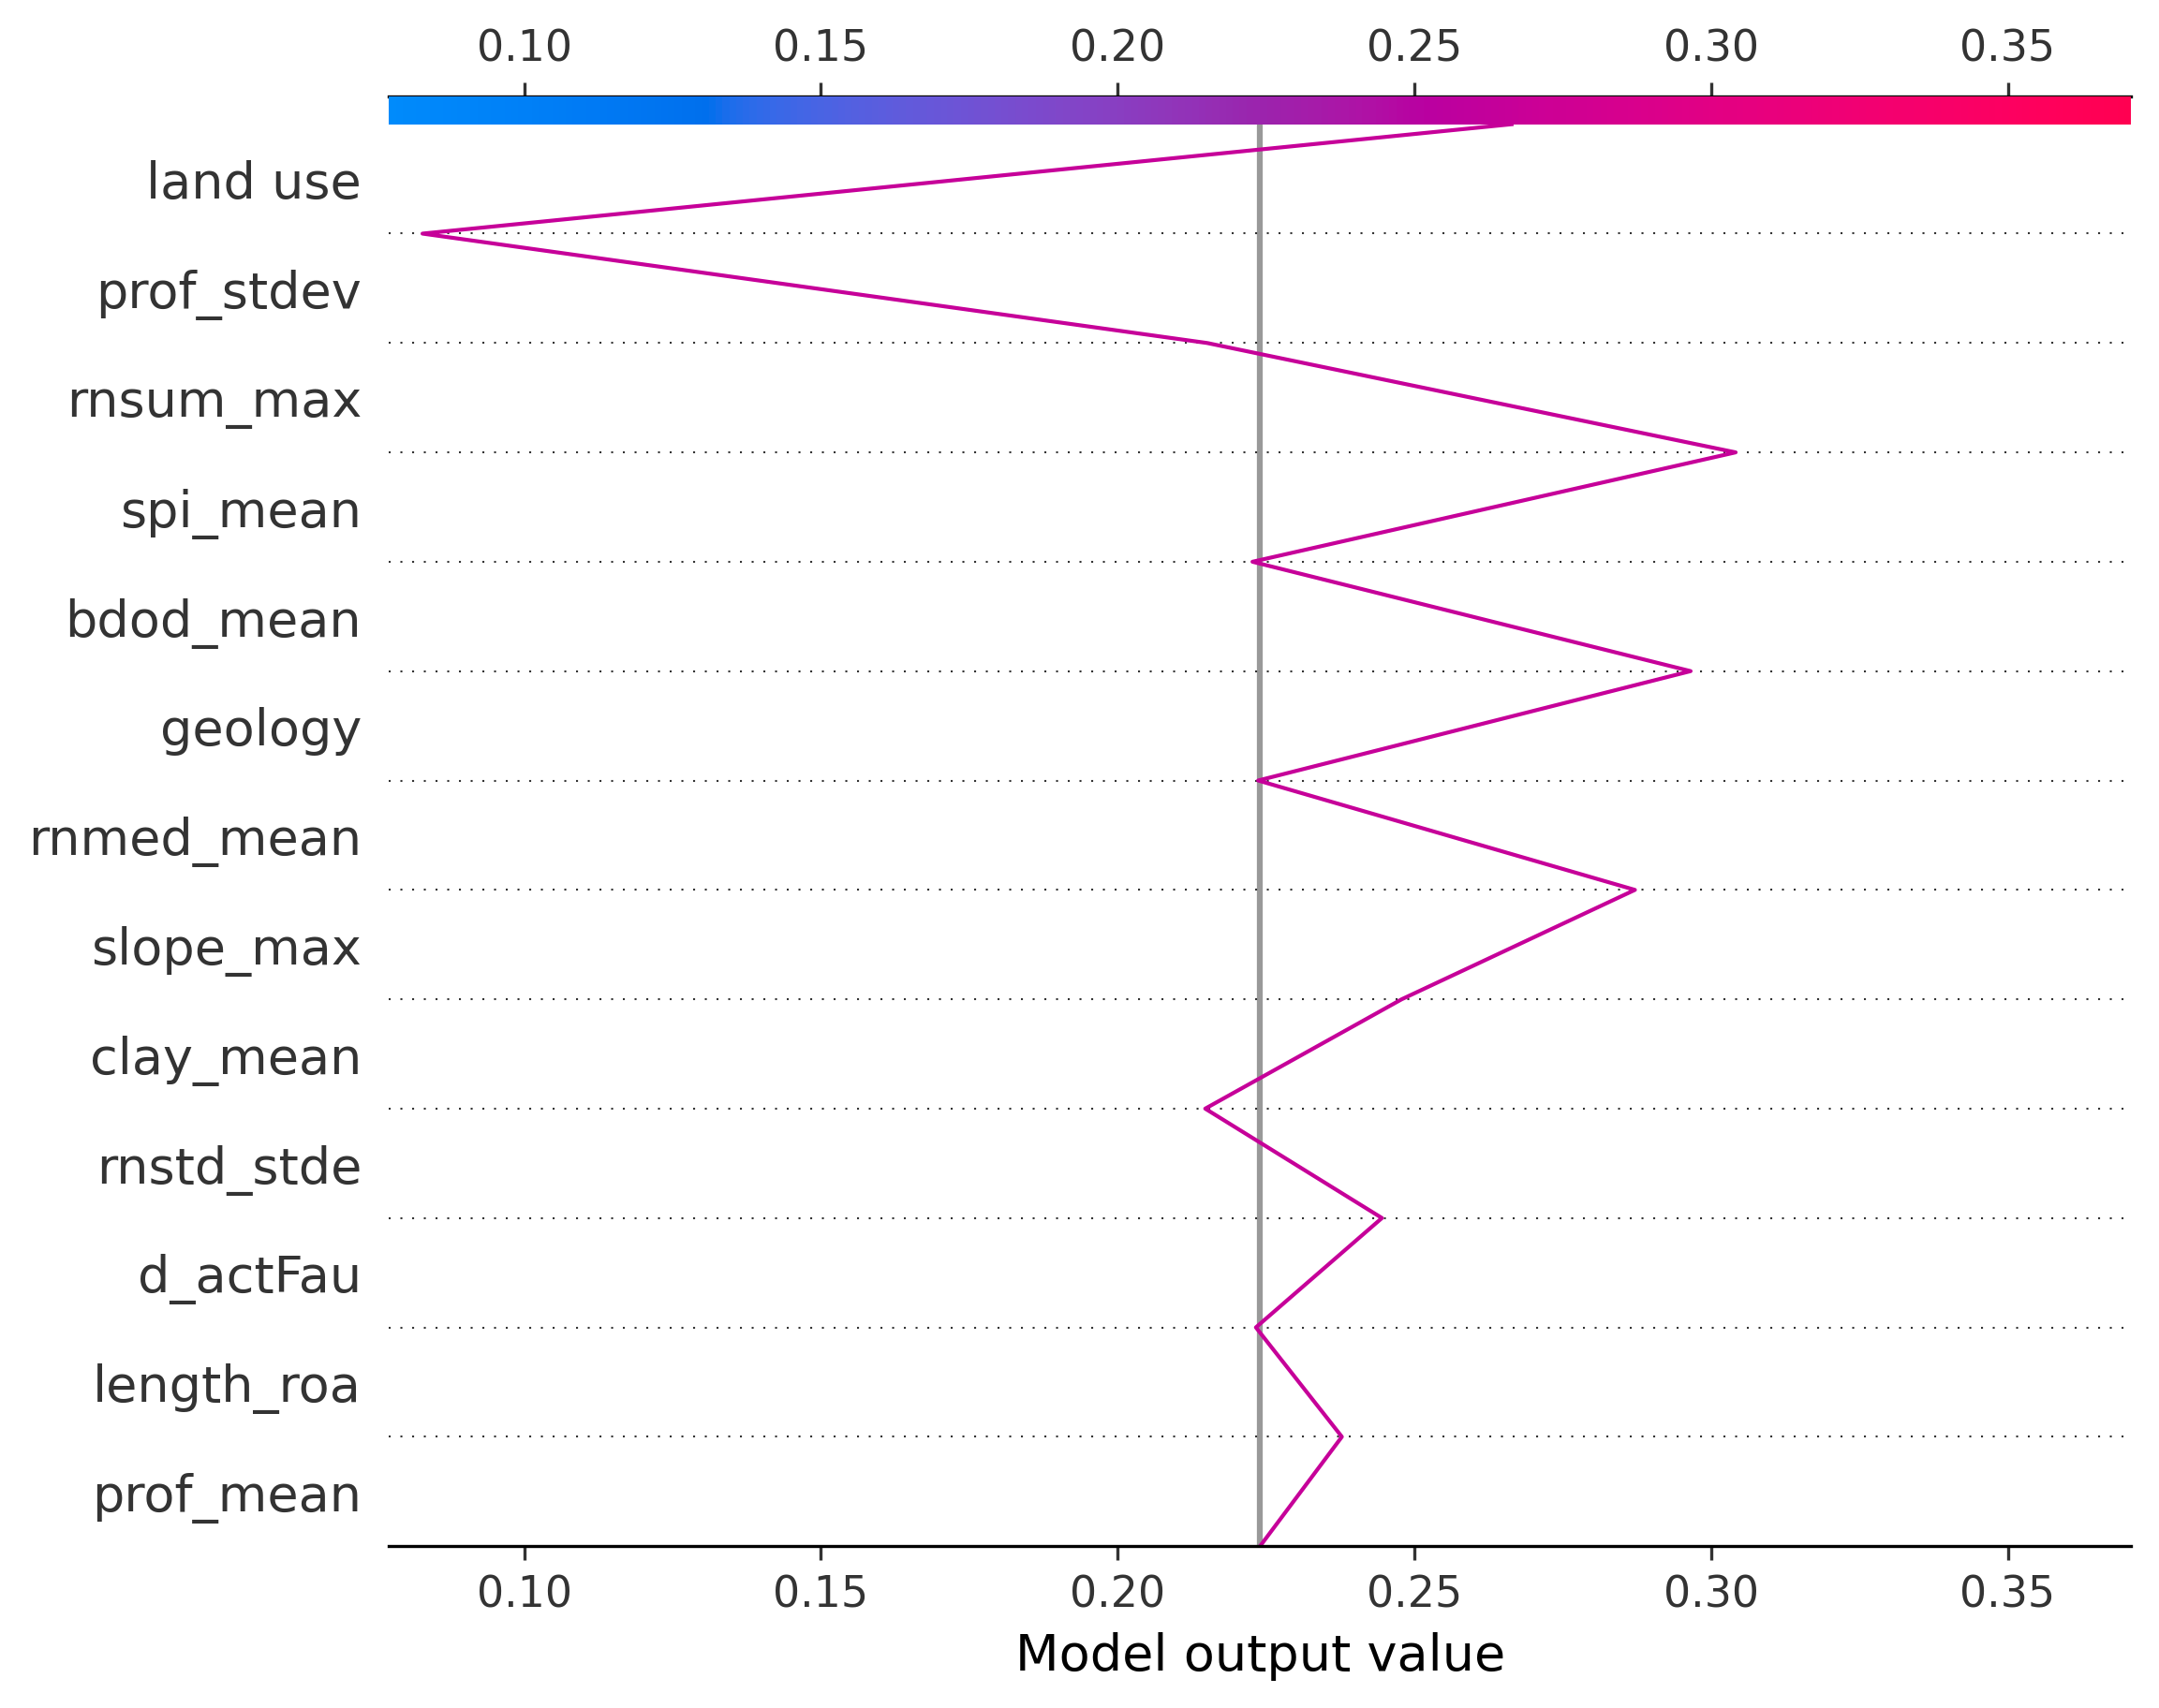 0.10 0.15 0.20 0.25 0.30 0.35
land use
prof_stdev
rnsum_max
spi_mean
bdod_mean
geology
rnmed_mean
slope_max
clay_mean
rnstd_stde
d_actFau
length_roa
prof_mean
0.10 0.15 0.20 0.25 0.30 0.35
Model output value